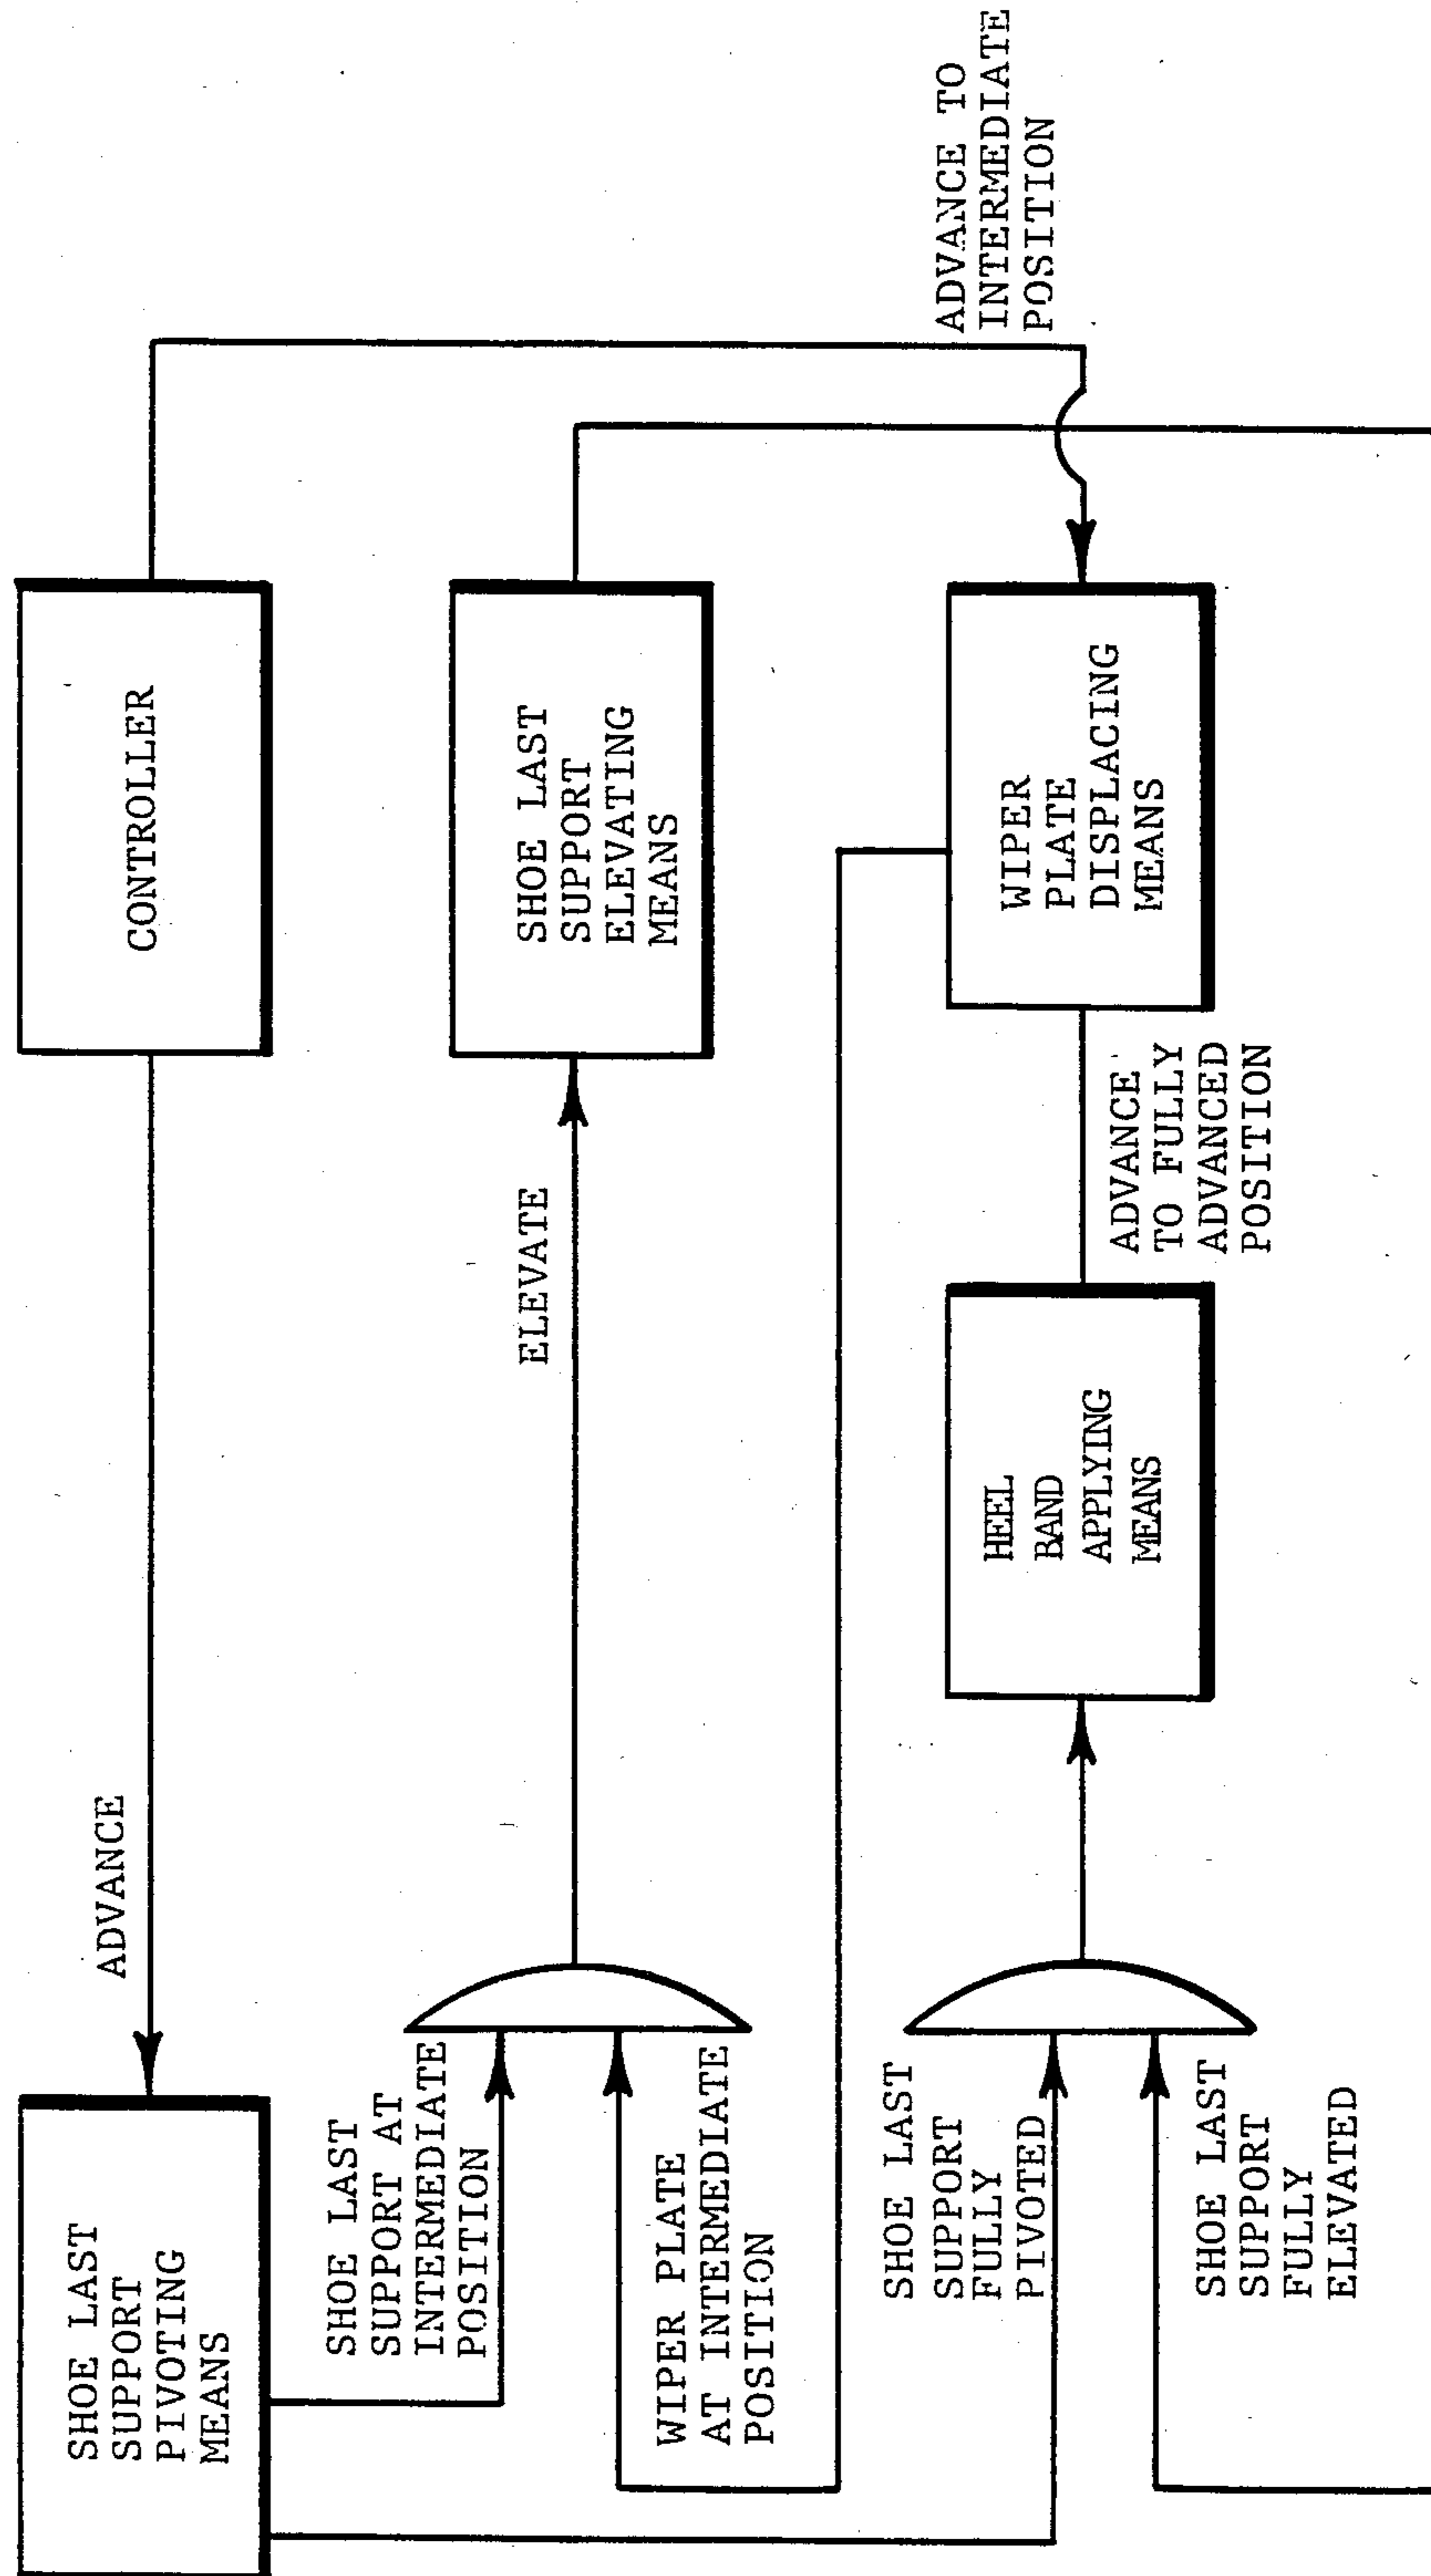 SHOE LAST
SUPPORT
PIVOTING
MEANS
ADVANCE
CONTROLLER
SHOE LAST
SUPPORT AT
INTERMEDIATE
POSITION
ELEVATE
SHOE LAST
SUPPORT
ELEVATING
MEANS
WIPER PLATE
AT INTERMEDIATE
POSITION
SHOE LAST
SUPPORT
FULLY
PIVOTED
HEEL
BAND
APPLYING
MEANS
ADVANCE
TO FULLY
ADVANCED
POSITION
WIPER
PLATE
DISPLACING
MEANS
ADVANCE TO
INTERMEDIATE
POSITION
SHOE LAST
SUPPORT
FULLY
ELEVATED